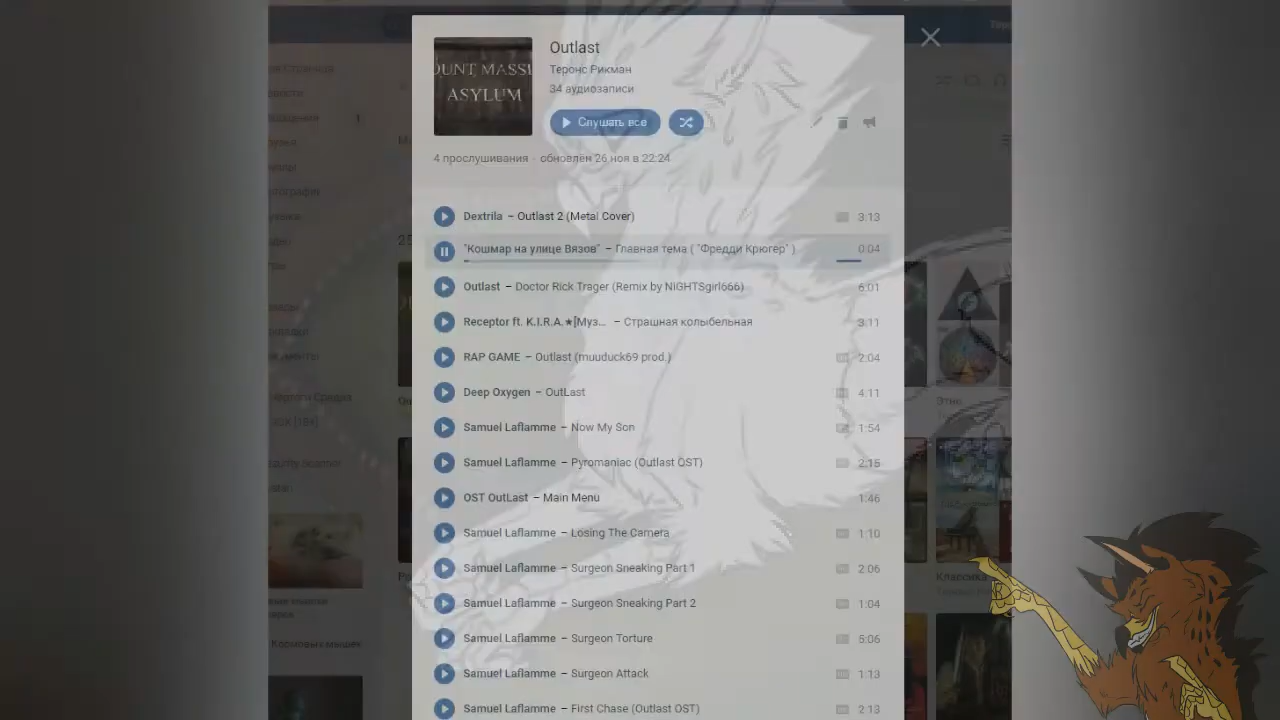 Outlast
Теронс Рикман
34 аудиозаписи
OUNT MASSI
ASYLUM
Слушать все
4 прослушивания · обновлён 26 ноя в 22:24
Dextrila – Outlast 2 (Metal Cover) 3:13
"Кошмар на улице Вязов" – Главная тема ( "Фредди Крюгер" ) 0:04
Outlast – Doctor Rick Trager (Remix by NIGHTSgirl666) 6:01
Receptor ft. K.I.R.A.★[Муз... – Страшная колыбельная 3:11
RAP GAME – Outlast (muuduck69 prod.) 2:04
Deep Oxygen – OutLast 4:11
Samuel Laflamme – Now My Son 1:54
Samuel Laflamme – Pyromaniac (Outlast OST) 2:15
OST OutLast – Main Menu 1:46
Samuel Laflamme – Losing The Camera 1:10
Samuel Laflamme – Surgeon Sneaking Part 1 2:06
Samuel Laflamme – Surgeon Sneaking Part 2 1:04
Samuel Laflamme – Surgeon Torture 5:06
Samuel Laflamme – Surgeon Attack 1:13
Samuel Laflamme – First Chase (Outlast OST) 2:13
1
Этно
Классика